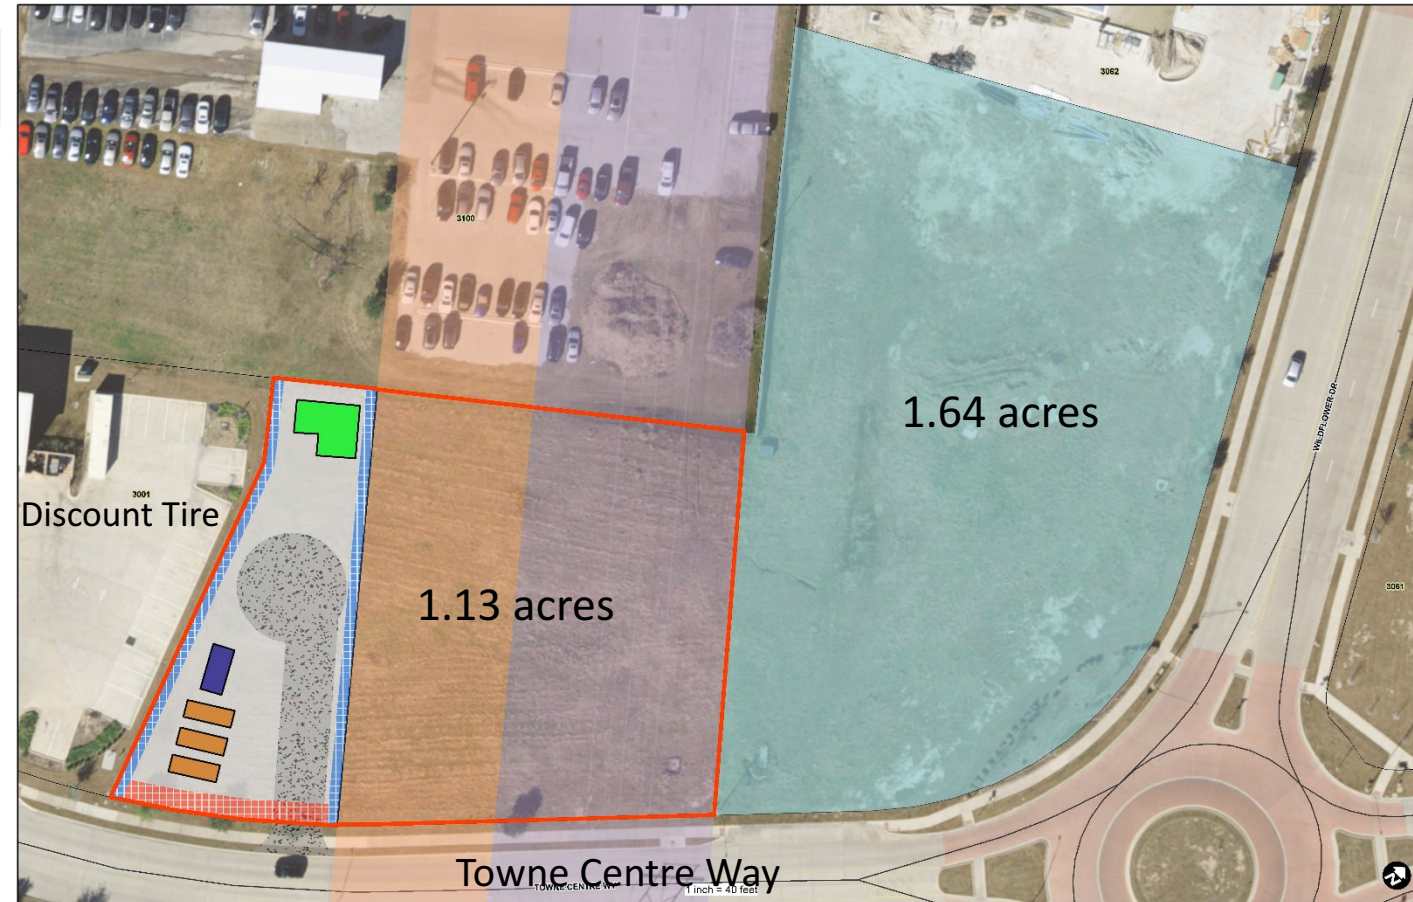 3062
3100
1.64 acres
WILDFLOWER DR
3001
Discount Tire
3061
1.13 acres
Towne Centre Way
TOWNE CENTRE WY
1 inch = 40 feet